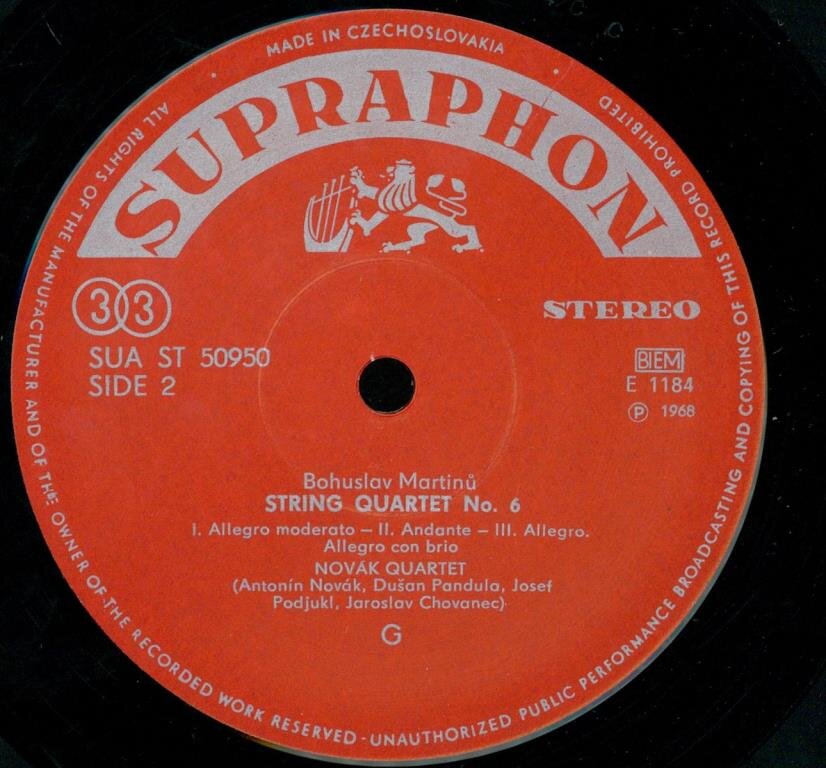 MADE IN CZECHOSLOVAKIA
SUPRAPHON
33
STEREO
SUA ST 50950
SIDE 2
BIEM
E 1184
Ⓟ 1968
Bohuslav Martinů
STRING QUARTET No. 6
I. Allegro moderato – II. Andante – III. Allegro.
Allegro con brio
NOVÁK QUARTET
(Antonín Novák, Dušan Pandula, Josef
Podjukl, Jaroslav Chovanec)
G
ALL RIGHTS OF THE MANUFACTURER AND OF THE OWNER OF THE RECORDED WORK RESERVED - UNAUTHORIZED PUBLIC PERFORMANCE BROADCASTING AND COPYING OF THIS RECORD PROHIBITED